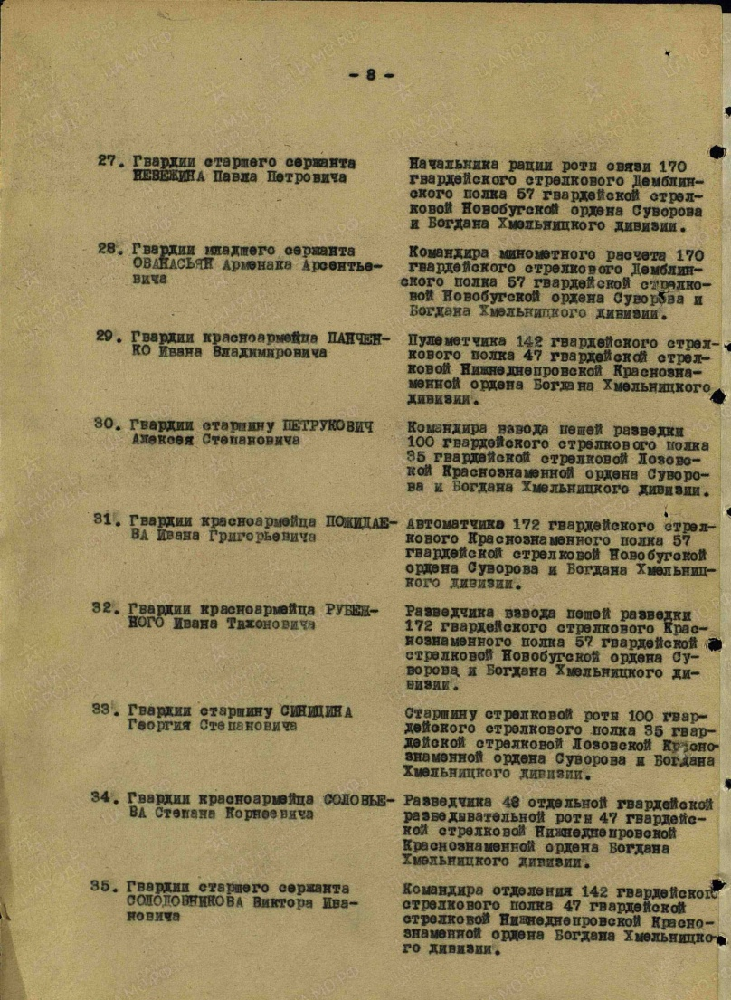 - 8 -
27. Гвардии старшего сержанта
НЕВЕЖИНА Павла Петровича
Начальника рации роты связи 170
гвардейского стрелкового Демблин-
ского полка 57 гвардейской стрел-
ковой Новобугской ордена Суворова
и Богдана Хмельницкого дивизии.
28. Гвардии младшего сержанта
ОВАНАСЬЯН Арменака Арсентье-
вича
Командира минометного расчета 170
гвардейского стрелкового Демблин-
ского полка 57 гвардейской стрелко-
вой Новобугской ордена Суворова и
Богдана Хмельницкого дивизии.
29. Гвардии красноармейца ПАНЧЕН-
КО Ивана Владимировича
Пулеметчика 142 гвардейского стрел-
кового полка 47 гвардейской стрел-
ковой Нижнеднепровской Краснозна-
менной ордена Богдана Хмельницкого
дивизии.
30. Гвардии старшину ПЕТРУКОВИЧ
Алексея Степановича
Командира взвода пешей разведки
100 гвардейского стрелкового полка
35 гвардейской стрелковой Лозовс-
кой Краснознаменной ордена Суворо-
ва и Богдана Хмельницкого дивизии.
31. Гвардии красноармейца ПОЖИДАЕ-
ВА Ивана Григорьевича
Автоматчика 172 гвардейского стрел-
кового Краснознаменного полка 57
гвардейской стрелковой Новобугской
ордена Суворова и Богдана Хмельниц-
кого дивизии.
32. Гвардии красноармейца РУБЕЖ-
НОГО Ивана Тихоновича
Разведчика взвода пешей разведки
172 гвардейского стрелкового Крас-
нознаменного полка 57 гвардейской
стрелковой Новобугской ордена Су-
ворова и Богдана Хмельницкого ди-
визии.
33. Гвардии старшину СИНИЦИНА
Георгия Степановича
Старшину стрелковой роты 100 гвар-
дейского стрелкового полка 35 гвар-
дейской стрелковой Лозовской Красно-
знаменной ордена Суворова и Богдана
Хмельницкого дивизии.
34. Гвардии красноармейца СОЛОВЬЕ-
ВА Степана Корнеевича
Разведчика 48 отдельной гвардейской
разведывательной роты 47 гвардейс-
кой стрелковой Нижнеднепровской
Краснознаменной ордена Богдана
Хмельницкого дивизии.
35. Гвардии старшего сержанта
СОЛОДОВНИКОВА Виктора Ива-
новича
Командира отделения 142 гвардейского
стрелкового полка 47 гвардейской
стрелковой Нижнеднепровской Красно-
знаменной ордена Богдана Хмельницко-
го дивизии.